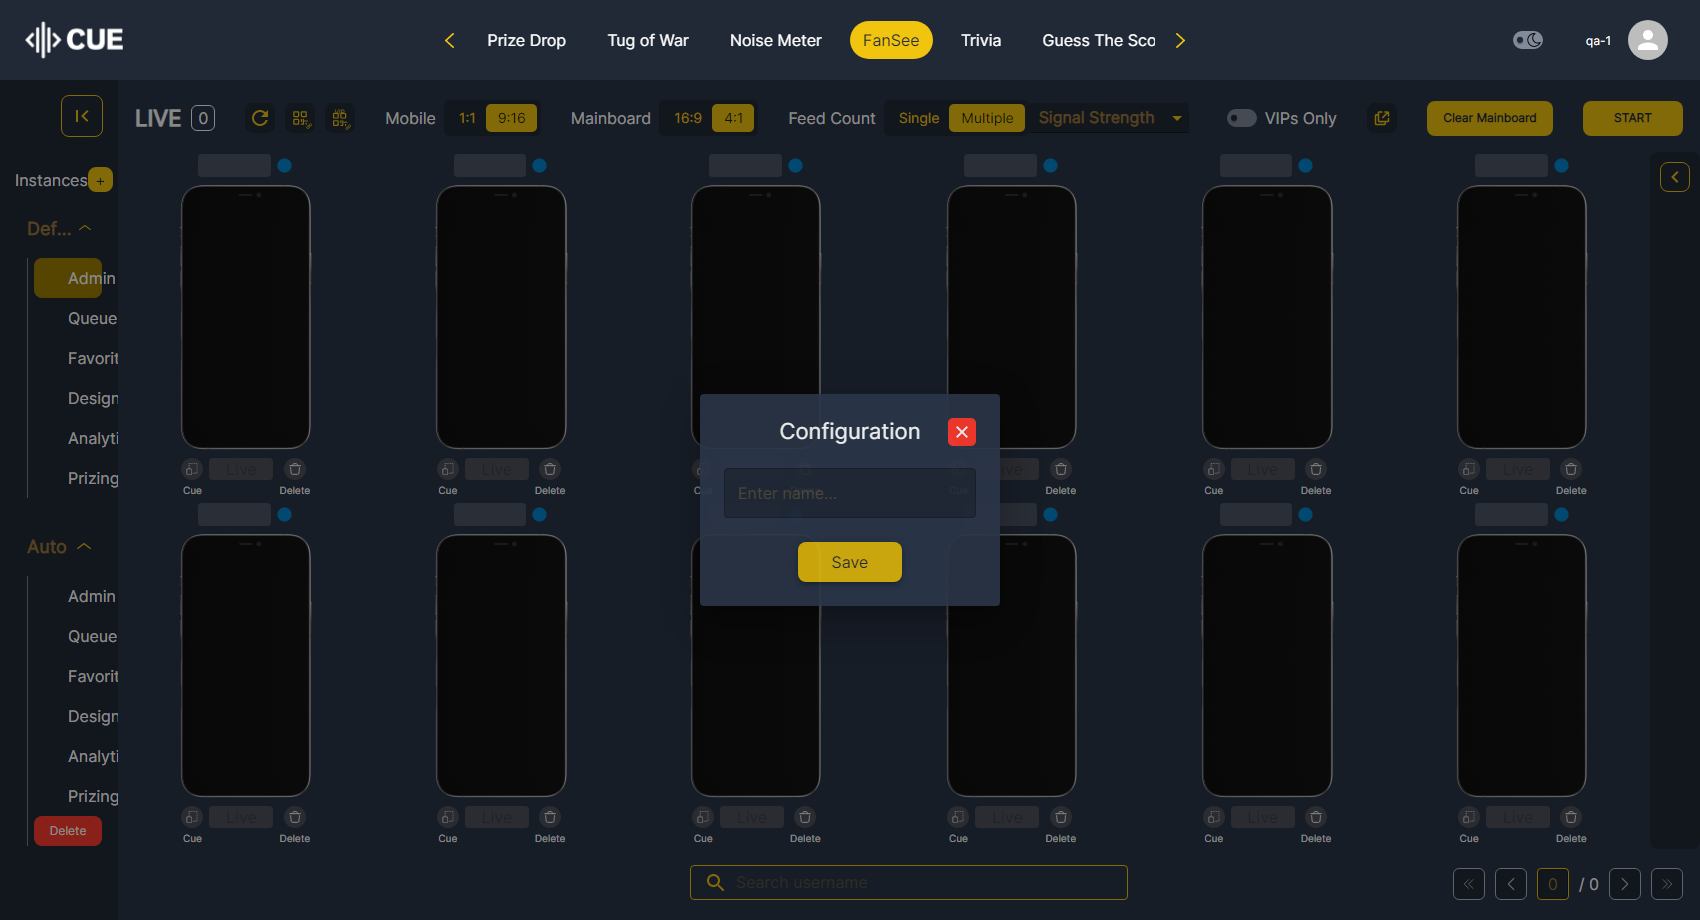 CUE
Prize Drop Tug of War Noise Meter FanSee Trivia Guess The Sco
qa-1
LIVE 0 Mobile 1:1 9:16 Mainboard 16:9 4:1 Feed Count Single Multiple Signal Strength VIPs Only Clear Mainboard START
Instances +
Def...
Admin
Queue
Favorit
Design
Analyti
Prizing
Live Live Live Live Live
Cue Delete Cue Delete Cue Cue Delete Cue Delete Cue Delete
Configuration
Enter name...
Save
Auto
Admin
Queue
Favorit
Design
Analyti
Prizing
Delete
Live Live Live Live Live Live
Cue Delete Cue Delete Cue Delete Cue Delete Cue Delete Cue Delete
Search username
0 / 0